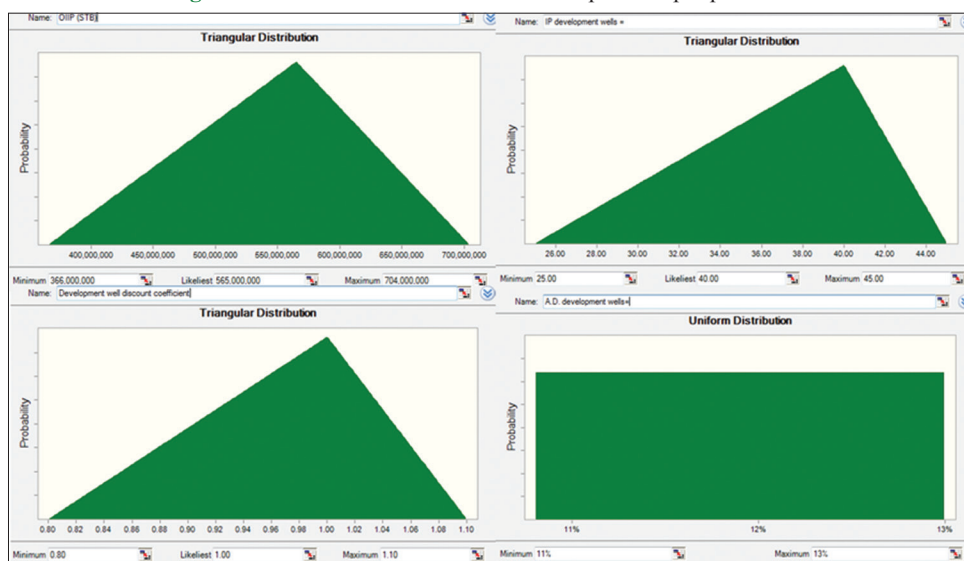 Name: OIIP (STB)
Triangular Distribution
Probability
400,000,000 450,000,000 500,000,000 550,000,000 600,000,000 650,000,000 700,000,000
Minimum 366.000.000 Likeliest 565.000.000 Maximum 704.000.000
Name: IP development wells =
Triangular Distribution
Probability
26.00 28.00 30.00 32.00 34.00 36.00 38.00 40.00 42.00 44.00
Minimum 25.00 Likeliest 40.00 Maximum 45.00
Name: Development well discount coefficient
Triangular Distribution
Probability
0.80 0.82 0.84 0.86 0.88 0.90 0.92 0.94 0.96 0.98 1.00 1.02 1.04 1.06 1.08 1.10
Minimum 0.80 Likeliest 1.00 Maximum 1.10
Name: A.D. development wells=
Uniform Distribution
Probability
11% 12% 13%
Minimum 11% Maximum 13%